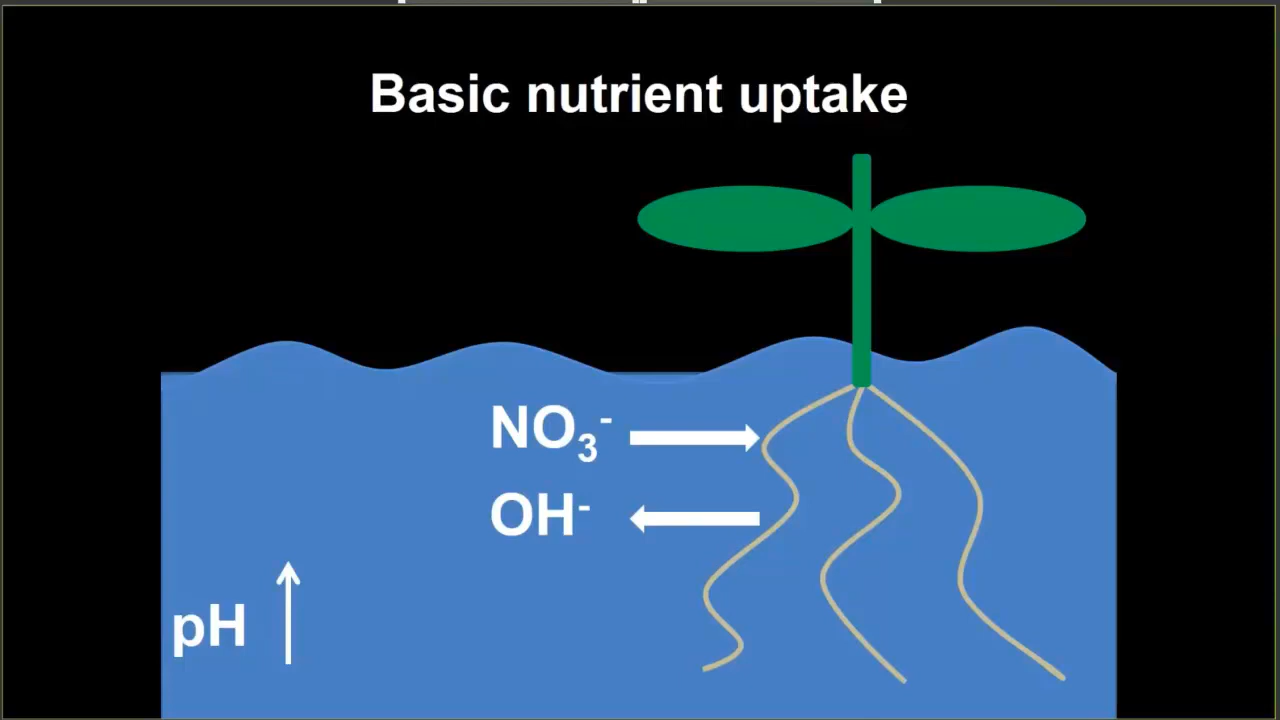 Basic nutrient uptake
NO₃⁻
OH⁻
pH